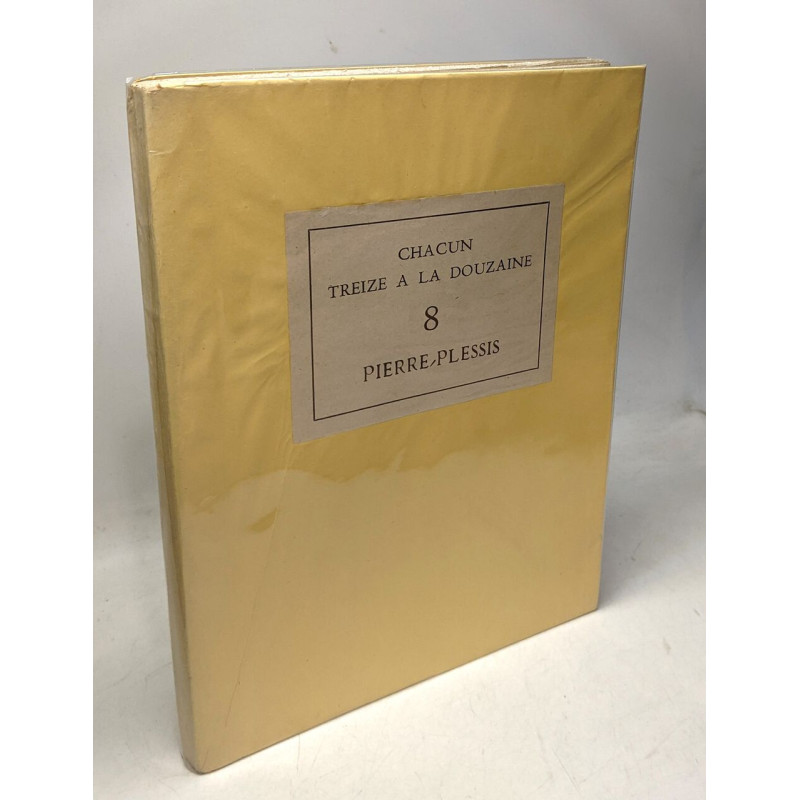 CHACUN
TREIZE A LA DOUZAINE
8
PIERRE-PLESSIS